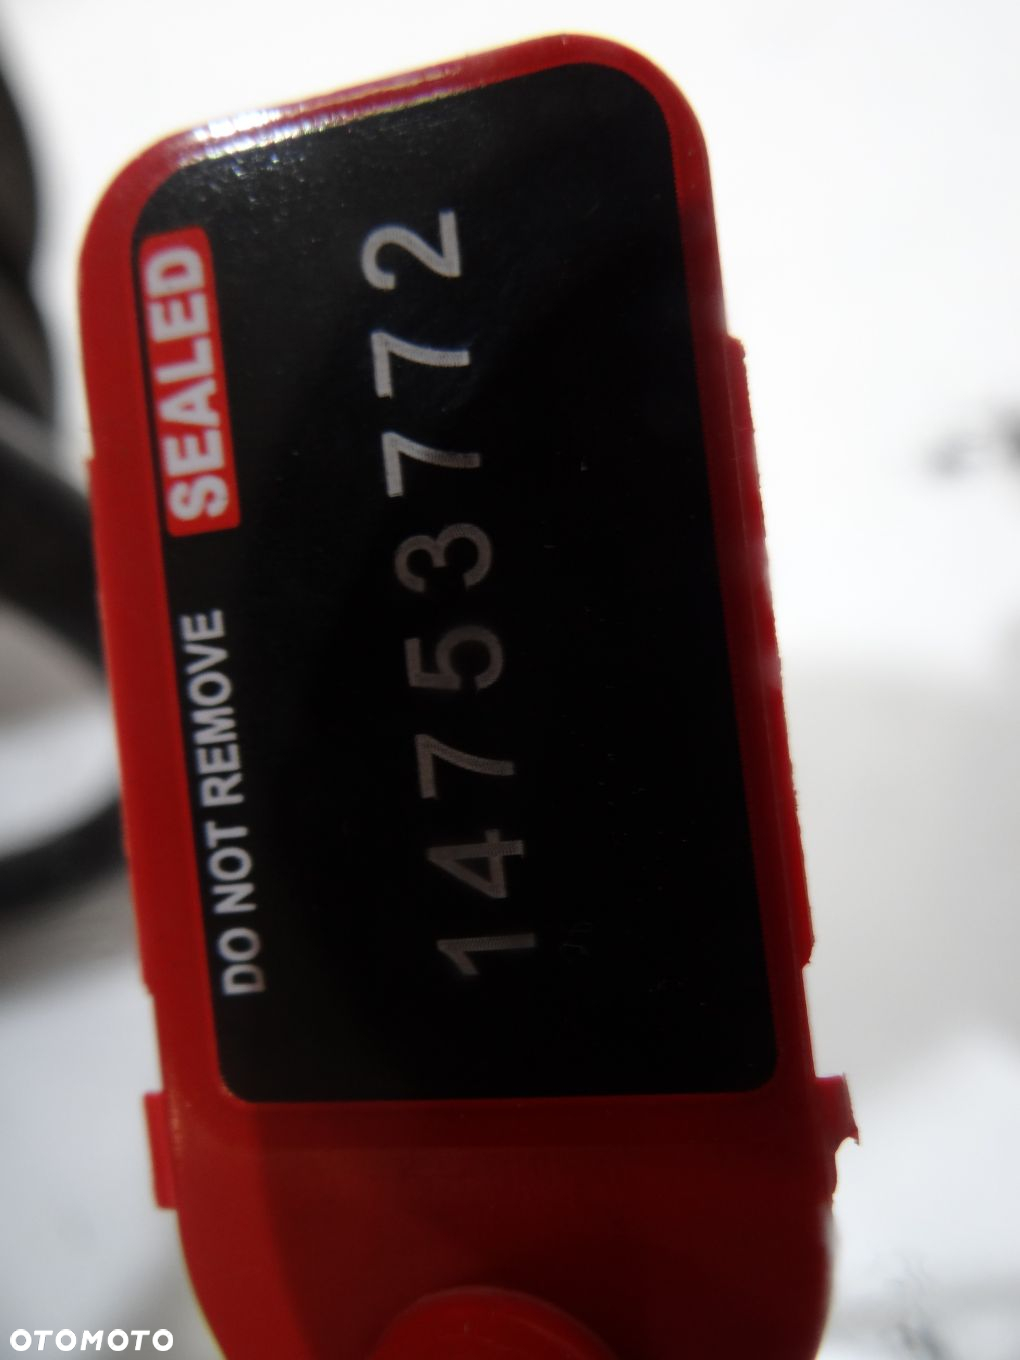 DO NOT REMOVE SEALED
14753772
OTOMOTO